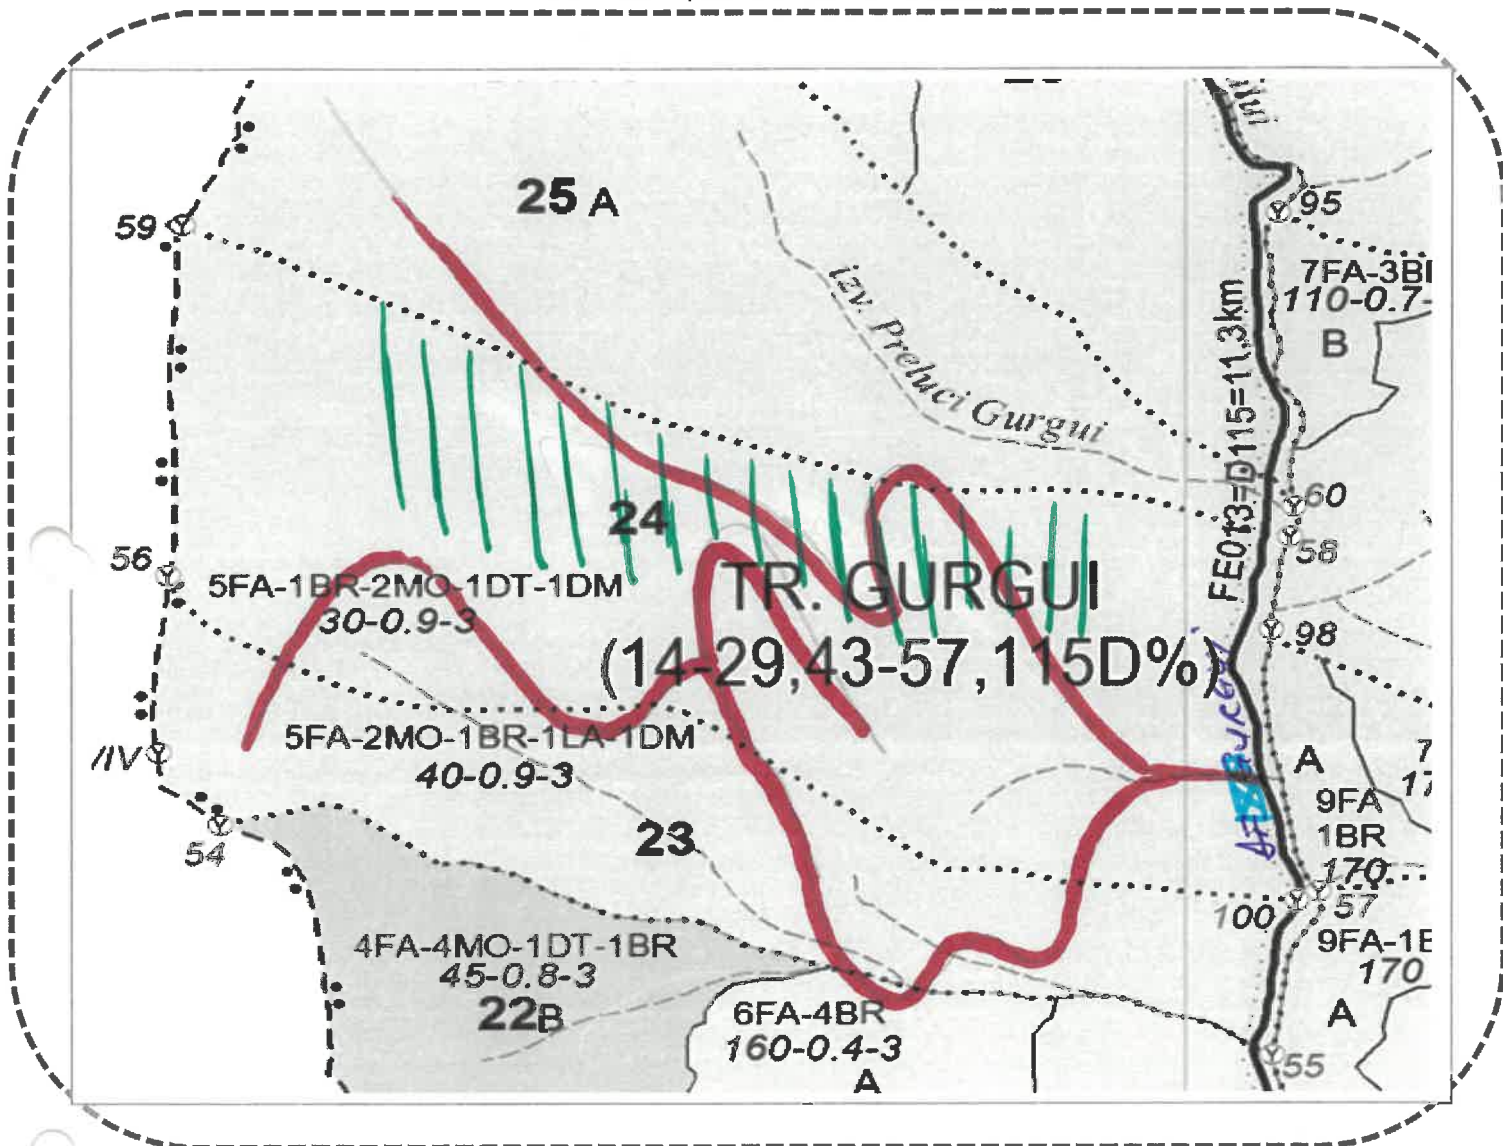 25 A
59
95
7FA-3B
110-0.7-
B
izv. Preluci Gurgui
FE013=D115=11,3km
24
60
58
56
5FA-1BR-2MO-1DT-1DM
30-0.9-3
TR. GURGUI
(14-29,43-57,115D%)
98
5FA-2MO-1BR-1LA-1DM
40-0.9-3
/IV
A
7
17
9FA
1BR
170
23
54
100
57
9FA-1B
170
4FA-4MO-1DT-1BR
45-0.8-3
22B
6FA-4BR
160-0.4-3
A
A
55